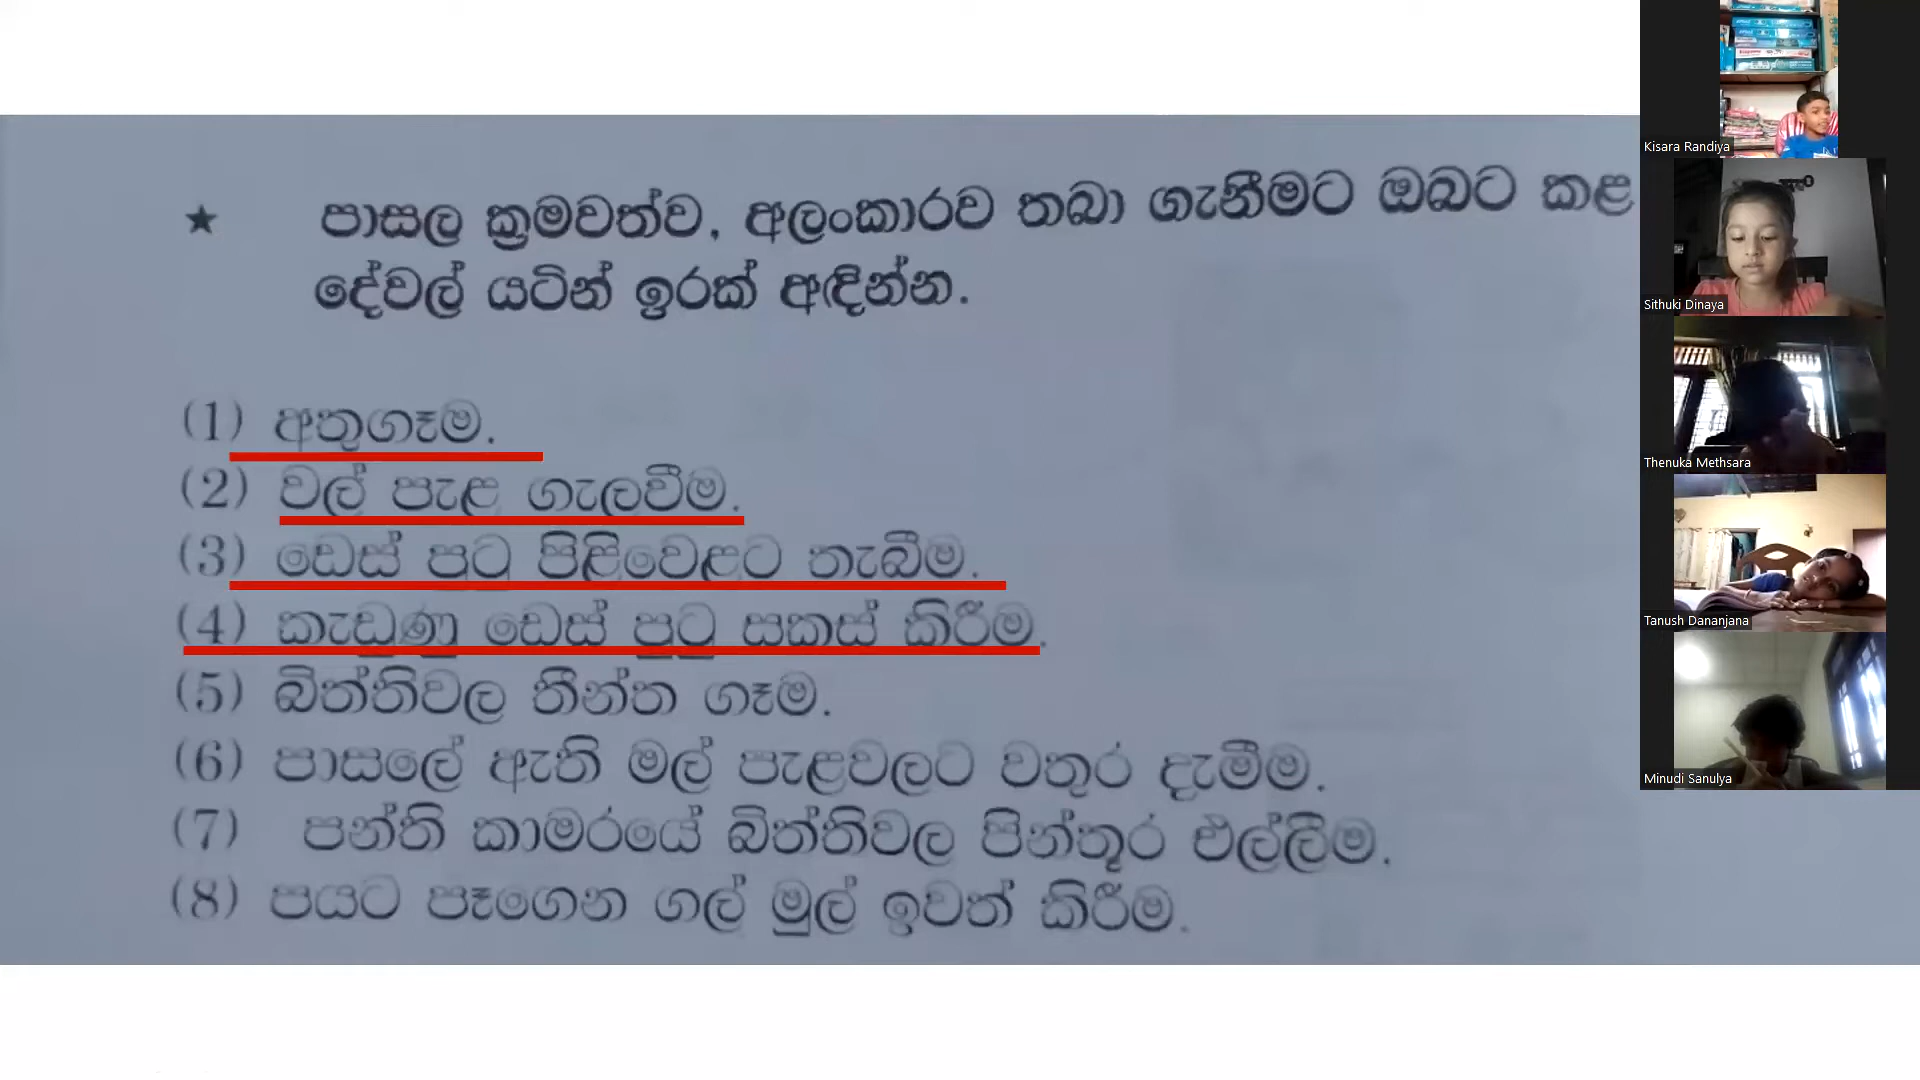 ★ පාසල ක්‍රමවත්ව, අලංකාරව තබා ගැනීමට ඔබට කළ
දේවල් යටින් ඉරක් අඳින්න.
(1) අතුගෑම.
(2) වල් පැළ ගැලවීම.
(3) ඩෙස් පුටු පිළිවෙළට තැබීම.
(4) කැඩුණු ඩෙස් පුටු සකස් කිරීම.
(5) බිත්තිවල තීන්ත ගෑම.
(6) පාසලේ ඇති මල් පැළවලට වතුර දැමීම.
(7) පන්ති කාමරයේ බිත්තිවල පින්තූර එල්ලීම.
(8) පයට පෑගෙන ගල් මුල් ඉවත් කිරීම.
Kisara Randiya
Sithuki Dinaya
Thenuka Methsara
Tanush Dananjana
Minudi Sanulya